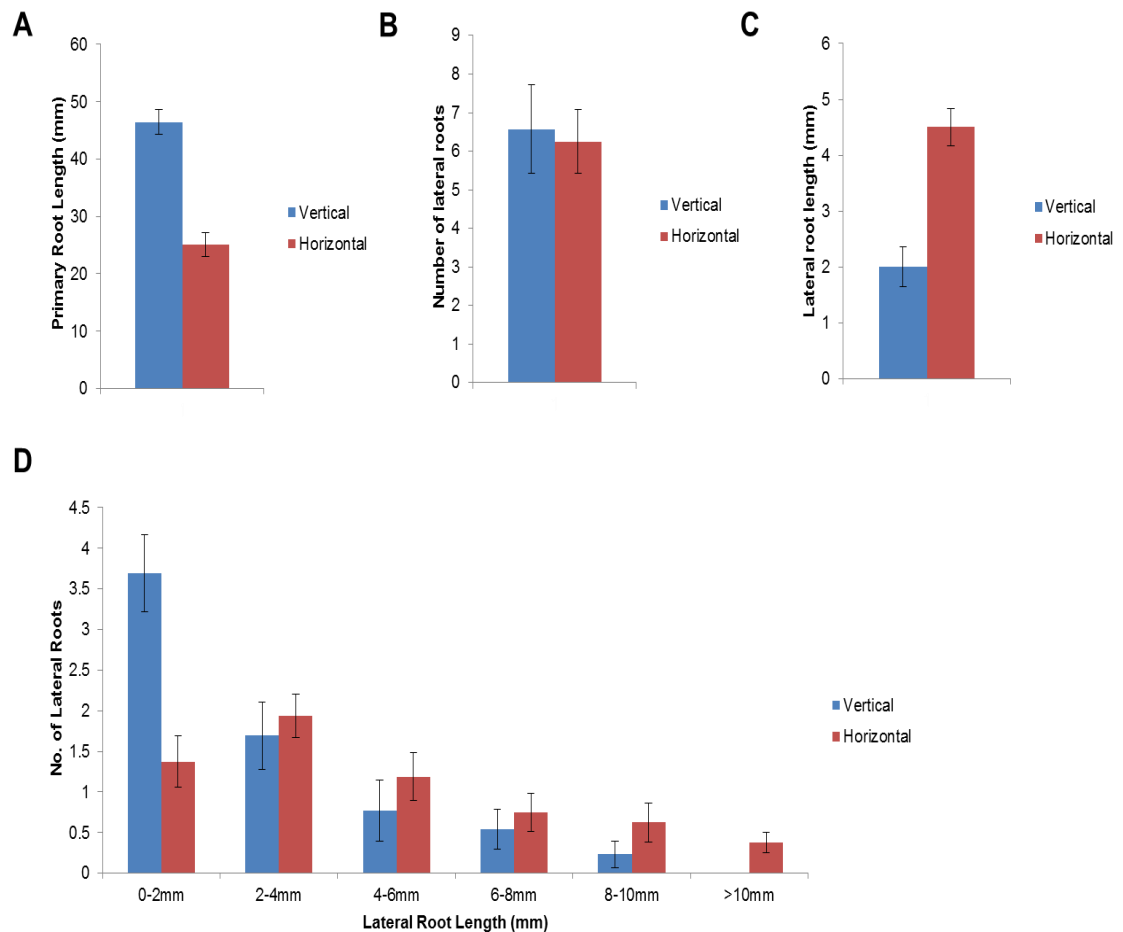 A
Primary Root Length (mm)
60
50
40
30
20
10
0
Vertical
Horizontal
B
Number of lateral roots
9
8
7
6
5
4
3
2
1
0
Vertical
Horizontal
C
Lateral root length (mm)
6
5
4
3
2
1
0
Vertical
Horizontal
D
No. of Lateral Roots
4.5
4
3.5
3
2.5
2
1.5
1
0.5
0
0-2mm 2-4mm 4-6mm 6-8mm 8-10mm >10mm
Lateral Root Length (mm)
Vertical
Horizontal